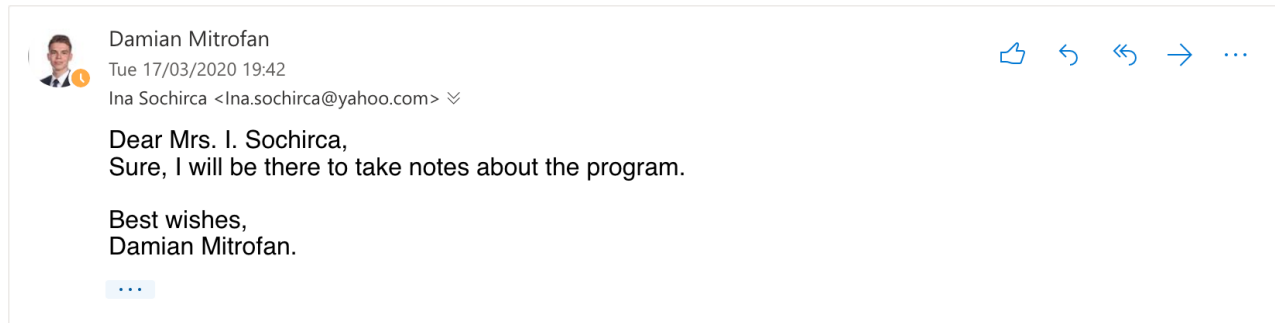 Damian Mitrofan
Tue 17/03/2020 19:42
Ina Sochirca <Ina.sochirca@yahoo.com>
Dear Mrs. I. Sochirca,
Sure, I will be there to take notes about the program.
Best wishes,
Damian Mitrofan.